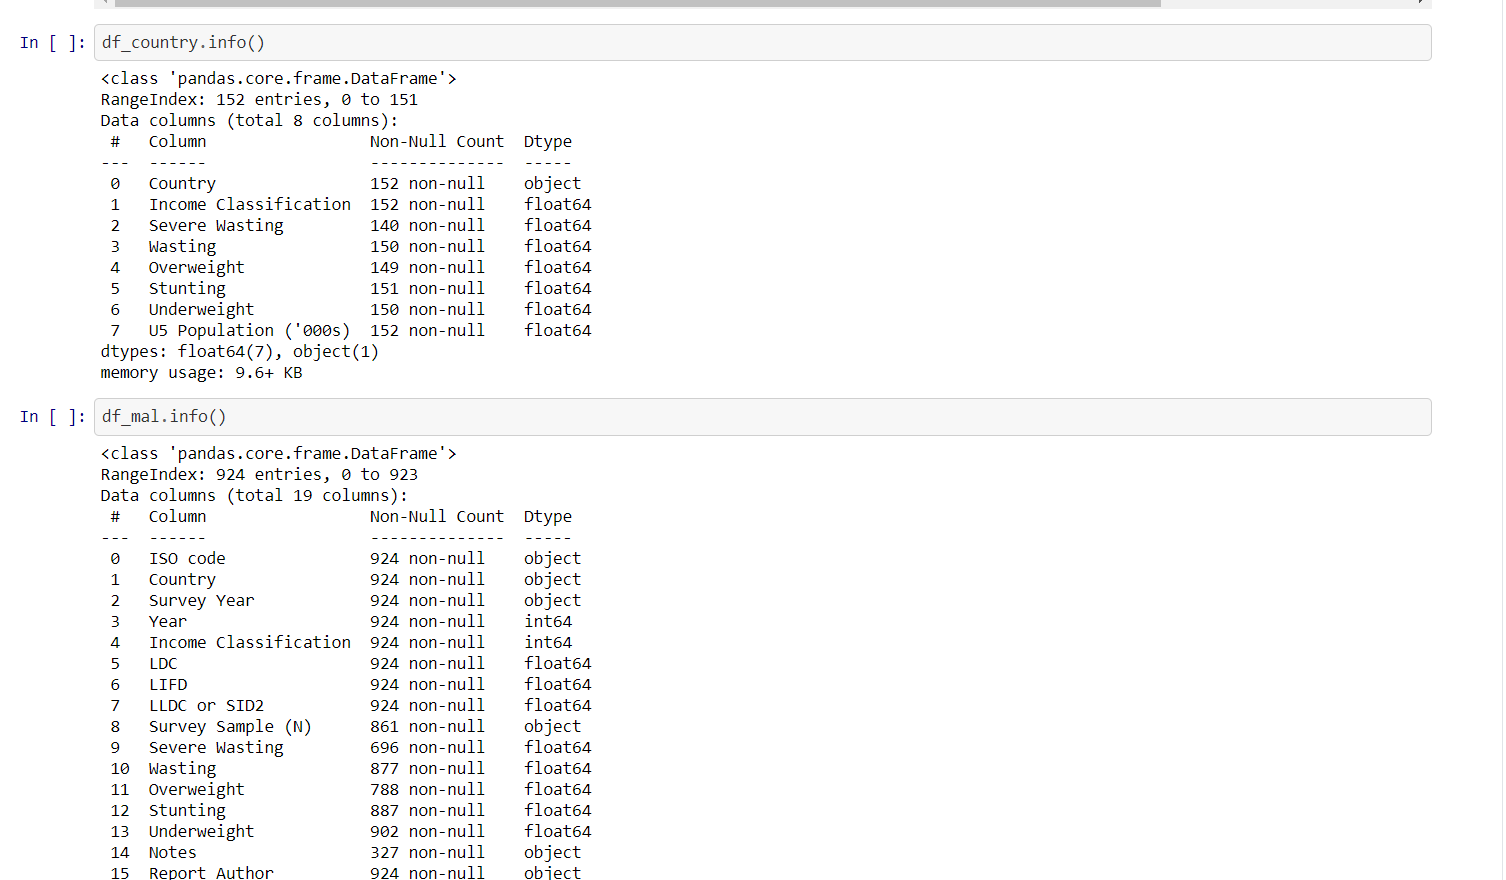 In [ ]: df_country.info()
<class 'pandas.core.frame.DataFrame'>
RangeIndex: 152 entries, 0 to 151
Data columns (total 8 columns):
 #   Column                 Non-Null Count  Dtype
---  ------                 --------------  -----
 0   Country                152 non-null    object
 1   Income Classification  152 non-null    float64
 2   Severe Wasting         140 non-null    float64
 3   Wasting                150 non-null    float64
 4   Overweight             149 non-null    float64
 5   Stunting               151 non-null    float64
 6   Underweight            150 non-null    float64
 7   U5 Population ('000s)  152 non-null    float64
dtypes: float64(7), object(1)
memory usage: 9.6+ KB
In [ ]: df_mal.info()
<class 'pandas.core.frame.DataFrame'>
RangeIndex: 924 entries, 0 to 923
Data columns (total 19 columns):
 #   Column                 Non-Null Count  Dtype
---  ------                 --------------  -----
 0   ISO code               924 non-null    object
 1   Country                924 non-null    object
 2   Survey Year            924 non-null    object
 3   Year                   924 non-null    int64
 4   Income Classification  924 non-null    int64
 5   LDC                    924 non-null    float64
 6   LIFD                   924 non-null    float64
 7   LLDC or SID2           924 non-null    float64
 8   Survey Sample (N)      861 non-null    object
 9   Severe Wasting         696 non-null    float64
 10  Wasting                877 non-null    float64
 11  Overweight             788 non-null    float64
 12  Stunting               887 non-null    float64
 13  Underweight            902 non-null    float64
 14  Notes                  327 non-null    object
 15  Report Author          924 non-null    object